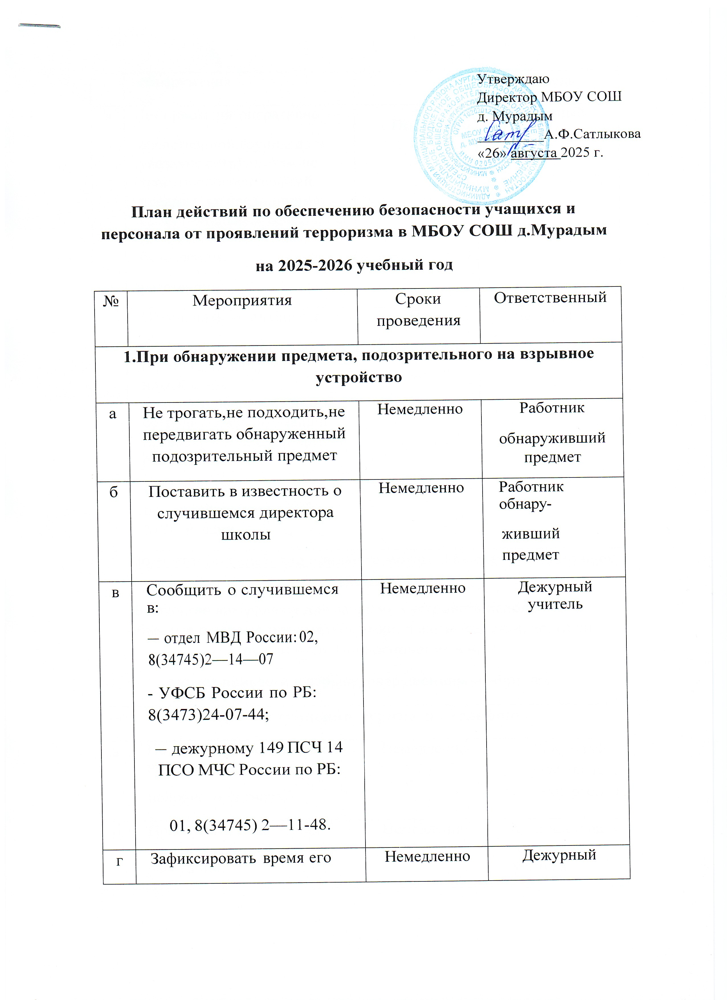 Утверждаю
Директор МБОУ СОШ
д. Мурадым
А.Ф.Сатлыкова
«26» августа 2025 г.
План действий по обеспечению безопасности учащихся и
персонала от проявлений терроризма в МБОУ СОШ д.Мурадым
на 2025-2026 учебный год
№ Мероприятия Сроки проведения Ответственный
1.При обнаружении предмета, подозрительного на взрывное
устройство
а
Не трогать,не подходить,не
передвигать обнаруженный
подозрительный предмет
Немедленно
Работник
обнаруживший
предмет
б
Поставить в известность о
случившемся директора
школы
Немедленно
Работник
обнару-
живший
предмет
в
Сообщить о случившемся
в:
— отдел МВД России: 02,
8(34745)2—14—07
- УФСБ России по РБ:
8(3473)24-07-44;
— дежурному 149 ПСЧ 14
ПСО МЧС России по РБ:
01, 8(34745) 2—11-48.
Немедленно
Дежурный
учитель
г
Зафиксировать время его
Немедленно
Дежурный